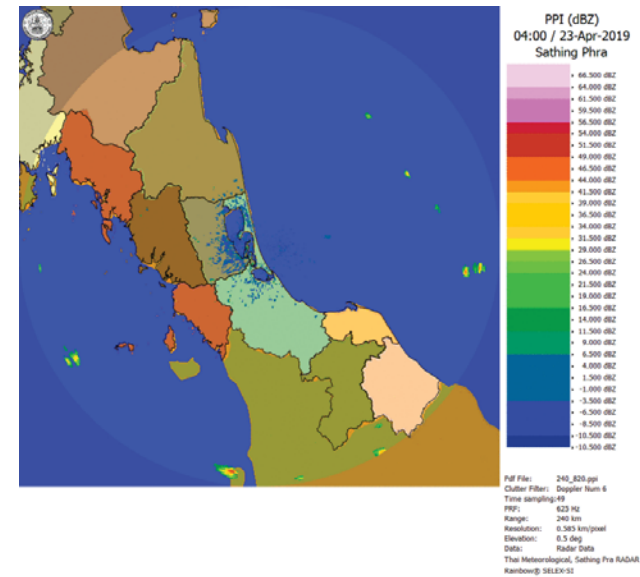 PPI (dBZ)
04:00 / 23-Apr-2019
Sathing Phra
66.500 dBZ
64.000 dBZ
61.500 dBZ
59.500 dBZ
56.500 dBZ
54.000 dBZ
51.500 dBZ
49.000 dBZ
46.500 dBZ
44.000 dBZ
41.500 dBZ
39.000 dBZ
36.500 dBZ
34.000 dBZ
31.500 dBZ
29.000 dBZ
26.500 dBZ
24.000 dBZ
21.500 dBZ
19.000 dBZ
16.500 dBZ
14.000 dBZ
11.500 dBZ
9.000 dBZ
6.500 dBZ
4.000 dBZ
1.500 dBZ
-1.000 dBZ
-3.500 dBZ
-6.500 dBZ
-8.500 dBZ
-10.500 dBZ
-10.500 dBZ
Pdf File: 240_820.ppi
Clutter Filter: Doppler Num 6
Time sampling:49
PRF: 623 Hz
Range: 240 km
Resolution: 0.585 km/pixel
Elevation: 0.5 deg
Data: Radar Data
Thai Meteorological, Sathing Pra RADAR
Rainbow® SELEX-SI